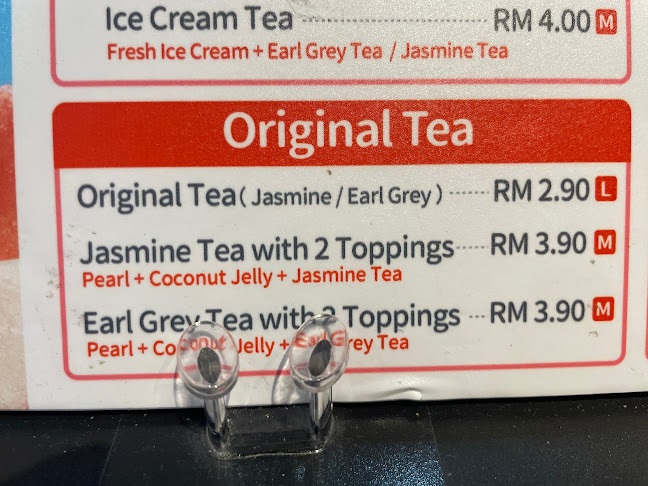 Ice Cream Tea RM 4.00 M
Fresh Ice Cream + Earl Grey Tea / Jasmine Tea
Original Tea
Original Tea ( Jasmine / Earl Grey ) RM 2.90 L
Jasmine Tea with 2 Toppings RM 3.90 M
Pearl + Coconut Jelly + Jasmine Tea
Earl Grey Tea with 2 Toppings RM 3.90 M
Pearl + Coconut Jelly + Earl Grey Tea